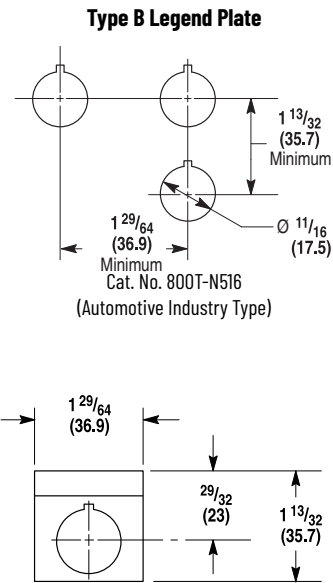 Type B Legend Plate
1 13/32
(35.7)
Minimum
Ø 11/16
(17.5)
1 29/64
(36.9)
Minimum
Cat. No. 800T-N516
(Automotive Industry Type)
1 29/64
(36.9)
29/32
(23)
1 13/32
(35.7)